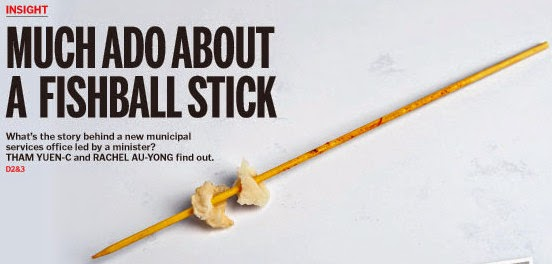 INSIGHT
MUCH ADO ABOUT
A FISHBALL STICK
What's the story behind a new municipal
services office led by a minister?
THAM YUEN-C and RACHEL AU-YONG find out.
D2&3